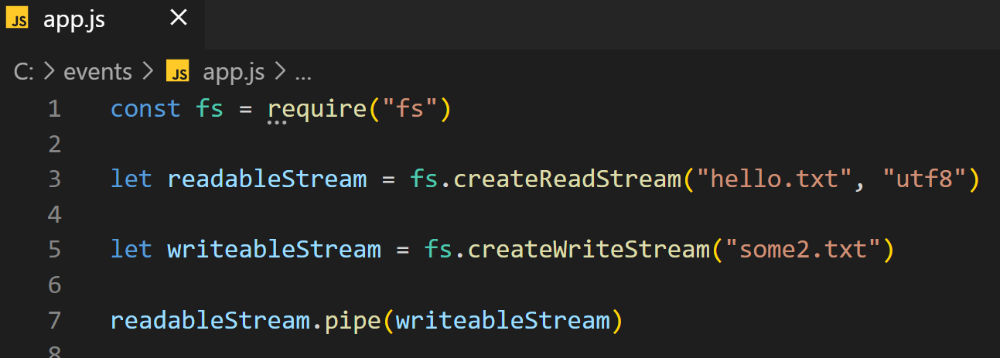 JS app.js ×
C: > events > JS app.js > ...
1 const fs = require("fs")
2
3 let readableStream = fs.createReadStream("hello.txt", "utf8")
4
5 let writeableStream = fs.createWriteStream("some2.txt")
6
7 readableStream.pipe(writeableStream)
8